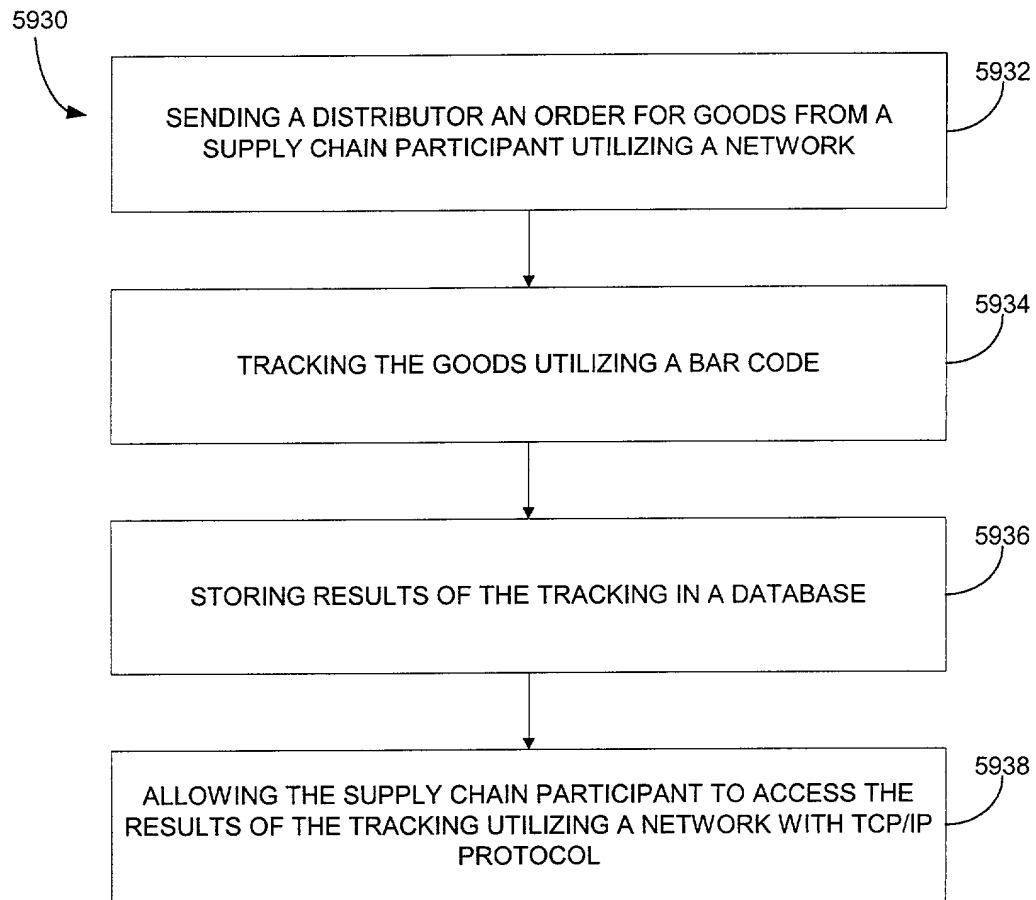 5930
5932
SENDING A DISTRIBUTOR AN ORDER FOR GOODS FROM A
SUPPLY CHAIN PARTICIPANT UTILIZING A NETWORK
5934
TRACKING THE GOODS UTILIZING A BAR CODE
5936
STORING RESULTS OF THE TRACKING IN A DATABASE
5938
ALLOWING THE SUPPLY CHAIN PARTICIPANT TO ACCESS THE
RESULTS OF THE TRACKING UTILIZING A NETWORK WITH TCP/IP
PROTOCOL